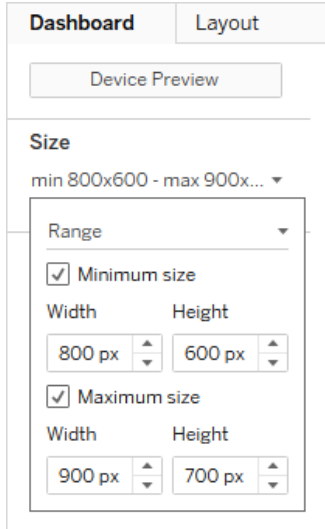 Dashboard Layout
Device Preview
Size
min 800x600 - max 900x...
Range
Minimum size
Width Height
800 px 600 px
Maximum size
Width Height
900 px 700 px